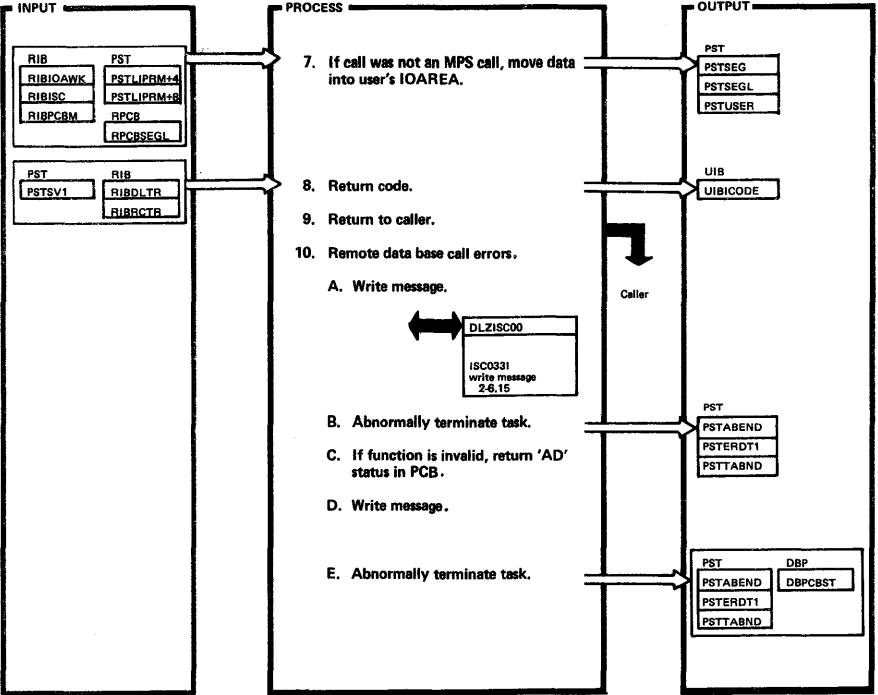 INPUT
PROCESS
OUTPUT
RIB
PST
RIBIOAWK
PSTLIPRM+4
RIBISC
PSTLIPRM+8
RIBPCBM
RPCB
RPCBSEGL
7. If call was not an MPS call, move data
into user's IOAREA.
PST
PSTSEG
PSTSEGL
PSTUSER
PST
RIB
PSTSV1
RIBDLTR
RIBRCTR
8. Return code.
UIB
UIBICODE
9. Return to caller.
10. Remote data base call errors.
Caller
A. Write message.
DLZISC00
ISC033I
write message
2-6,15
B. Abnormally terminate task.
PST
PSTABEND
PSTERDT1
PSTTABND
C. If function is invalid, return 'AD'
status in PCB.
D. Write message.
E. Abnormally terminate task.
PST
DBP
PSTABEND
DBPCBST
PSTERDT1
PSTTABND